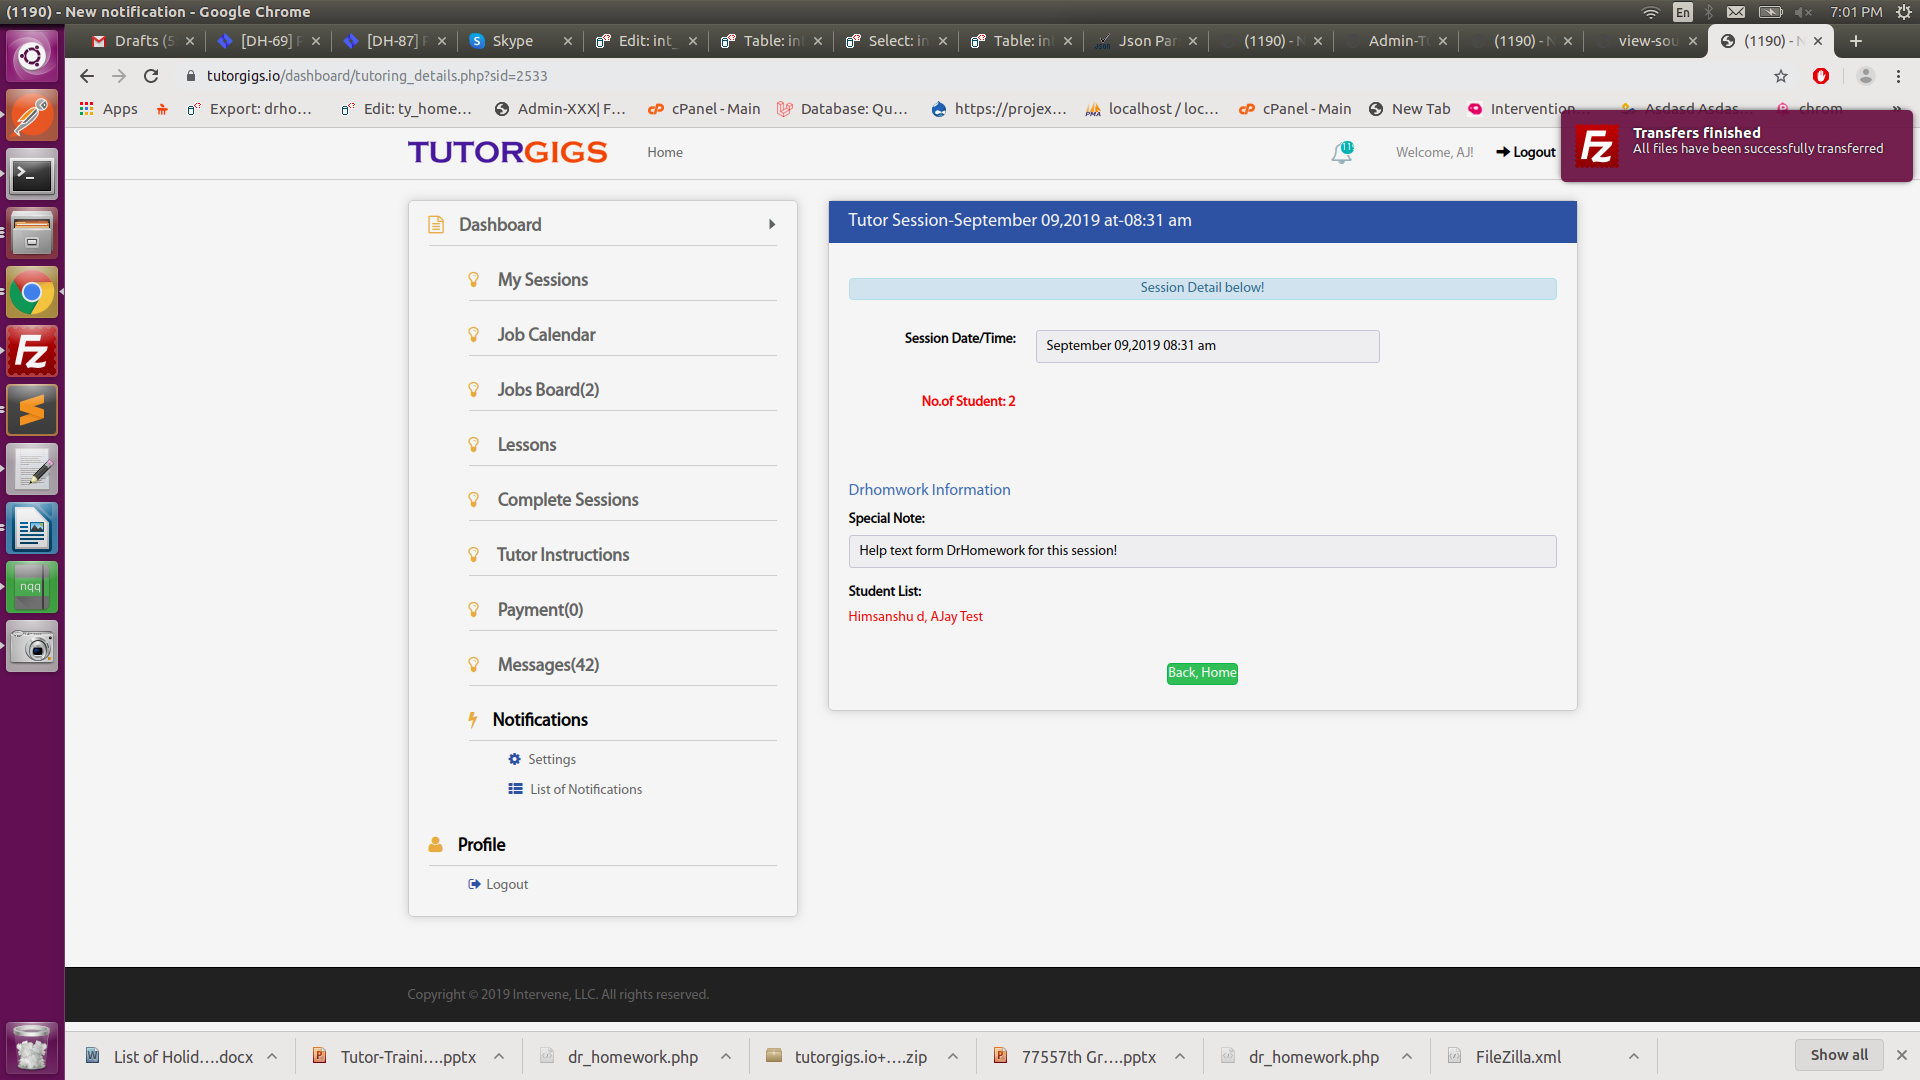 (1190) - New notification - Google Chrome
En
7:01 PM
Drafts (5
[DH-69] F
[DH-87] F
Skype
Edit: int_
Table: int
Select: in
Table: int
Json Par
(1190) - N
Admin-T
(1190) - N
view-sou
(1190) - N
tutorgigs.io/dashboard/tutoring_details.php?sid=2533
Apps
Export: drho...
Edit: ty_home...
Admin-XXX| F...
cPanel - Main
Database: Qu...
https://projex...
localhost / loc...
cPanel - Main
New Tab
Intervention...
Asdasd Asdas...
chrom
Transfers finished
All files have been successfully transferred
TUTORGIGS
Home
Welcome, AJ!
Logout
Dashboard
My Sessions
Job Calendar
Jobs Board(2)
Lessons
Complete Sessions
Tutor Instructions
Payment(0)
Messages(42)
Notifications
Settings
List of Notifications
Profile
Logout
Tutor Session-September 09,2019 at-08:31 am
Session Detail below!
Session Date/Time:
September 09,2019 08:31 am
No.of Student: 2
Drhomwork Information
Special Note:
Help text form DrHomework for this session!
Student List:
Himsanshu d, AJay Test
Back, Home
nqq
Copyright © 2019 Intervene, LLC. All rights reserved.
List of Holid....docx
Tutor-Traini....pptx
dr_homework.php
tutorgigs.io+....zip
77557th Gr....pptx
dr_homework.php
FileZilla.xml
Show all